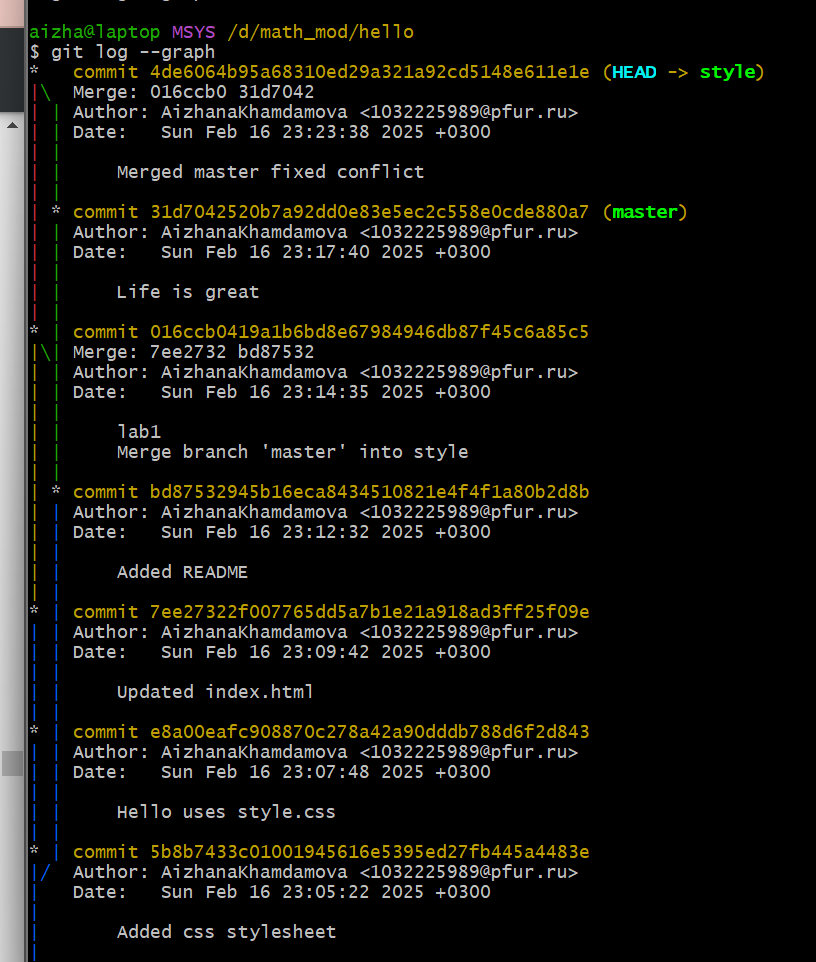 aizha@laptop MSYS /d/math_mod/hello
$ git log --graph
*   commit 4de6064b95a68310ed29a321a92cd5148e611e1e (HEAD -> style)
|\  Merge: 016ccb0 31d7042
| | Author: AizhanaKhamdamova <1032225989@pfur.ru>
| | Date:   Sun Feb 16 23:23:38 2025 +0300
| |
| |     Merged master fixed conflict
| |
| * commit 31d7042520b7a92dd0e83e5ec2c558e0cde880a7 (master)
| | Author: AizhanaKhamdamova <1032225989@pfur.ru>
| | Date:   Sun Feb 16 23:17:40 2025 +0300
| |
| |     Life is great
| |
* | commit 016ccb0419a1b6bd8e67984946db87f45c6a85c5
|\| Merge: 7ee2732 bd87532
| | Author: AizhanaKhamdamova <1032225989@pfur.ru>
| | Date:   Sun Feb 16 23:14:35 2025 +0300
| |
| |     lab1
| |     Merge branch 'master' into style
| |
| * commit bd87532945b16eca8434510821e4f4f1a80b2d8b
| | Author: AizhanaKhamdamova <1032225989@pfur.ru>
| | Date:   Sun Feb 16 23:12:32 2025 +0300
| |
| |     Added README
| |
* | commit 7ee27322f007765dd5a7b1e21a918ad3ff25f09e
| | Author: AizhanaKhamdamova <1032225989@pfur.ru>
| | Date:   Sun Feb 16 23:09:42 2025 +0300
| |
| |     Updated index.html
| |
* | commit e8a00eafc908870c278a42a90dddb788d6f2d843
| | Author: AizhanaKhamdamova <1032225989@pfur.ru>
| | Date:   Sun Feb 16 23:07:48 2025 +0300
| |
| |     Hello uses style.css
| |
* | commit 5b8b7433c01001945616e5395ed27fb445a4483e
|/  Author: AizhanaKhamdamova <1032225989@pfur.ru>
|   Date:   Sun Feb 16 23:05:22 2025 +0300
|
|       Added css stylesheet
|